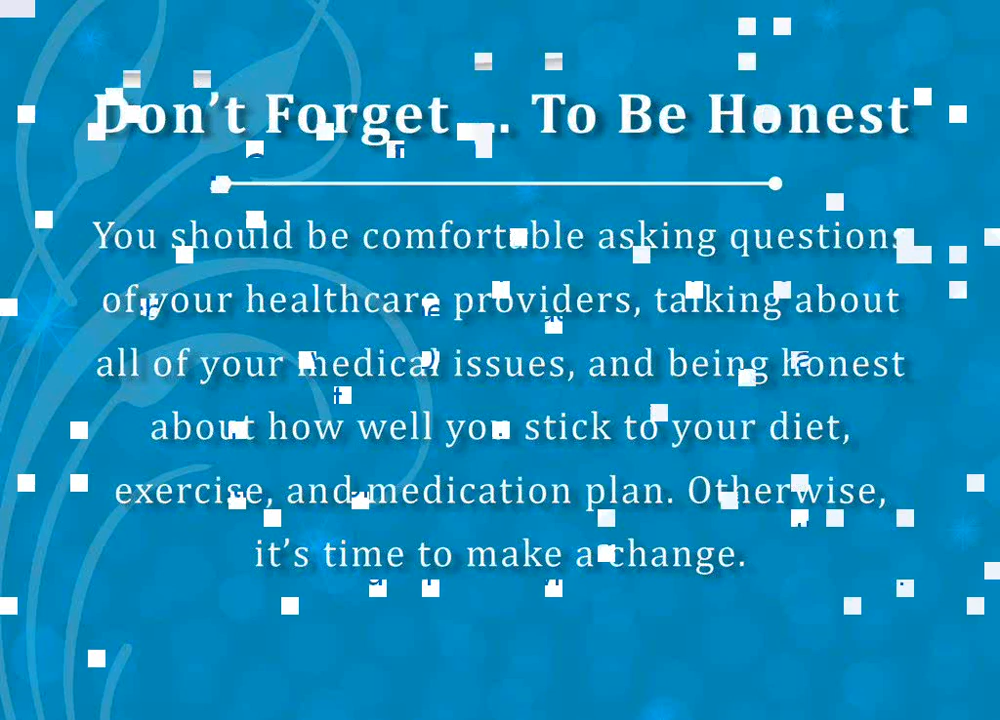 Don't Forget ... To Be Honest
You should be comfortable asking questions
of your healthcare providers, talking about
all of your medical issues, and being honest
about how well you stick to your diet,
exercise, and medication plan. Otherwise,
it's time to make a change.